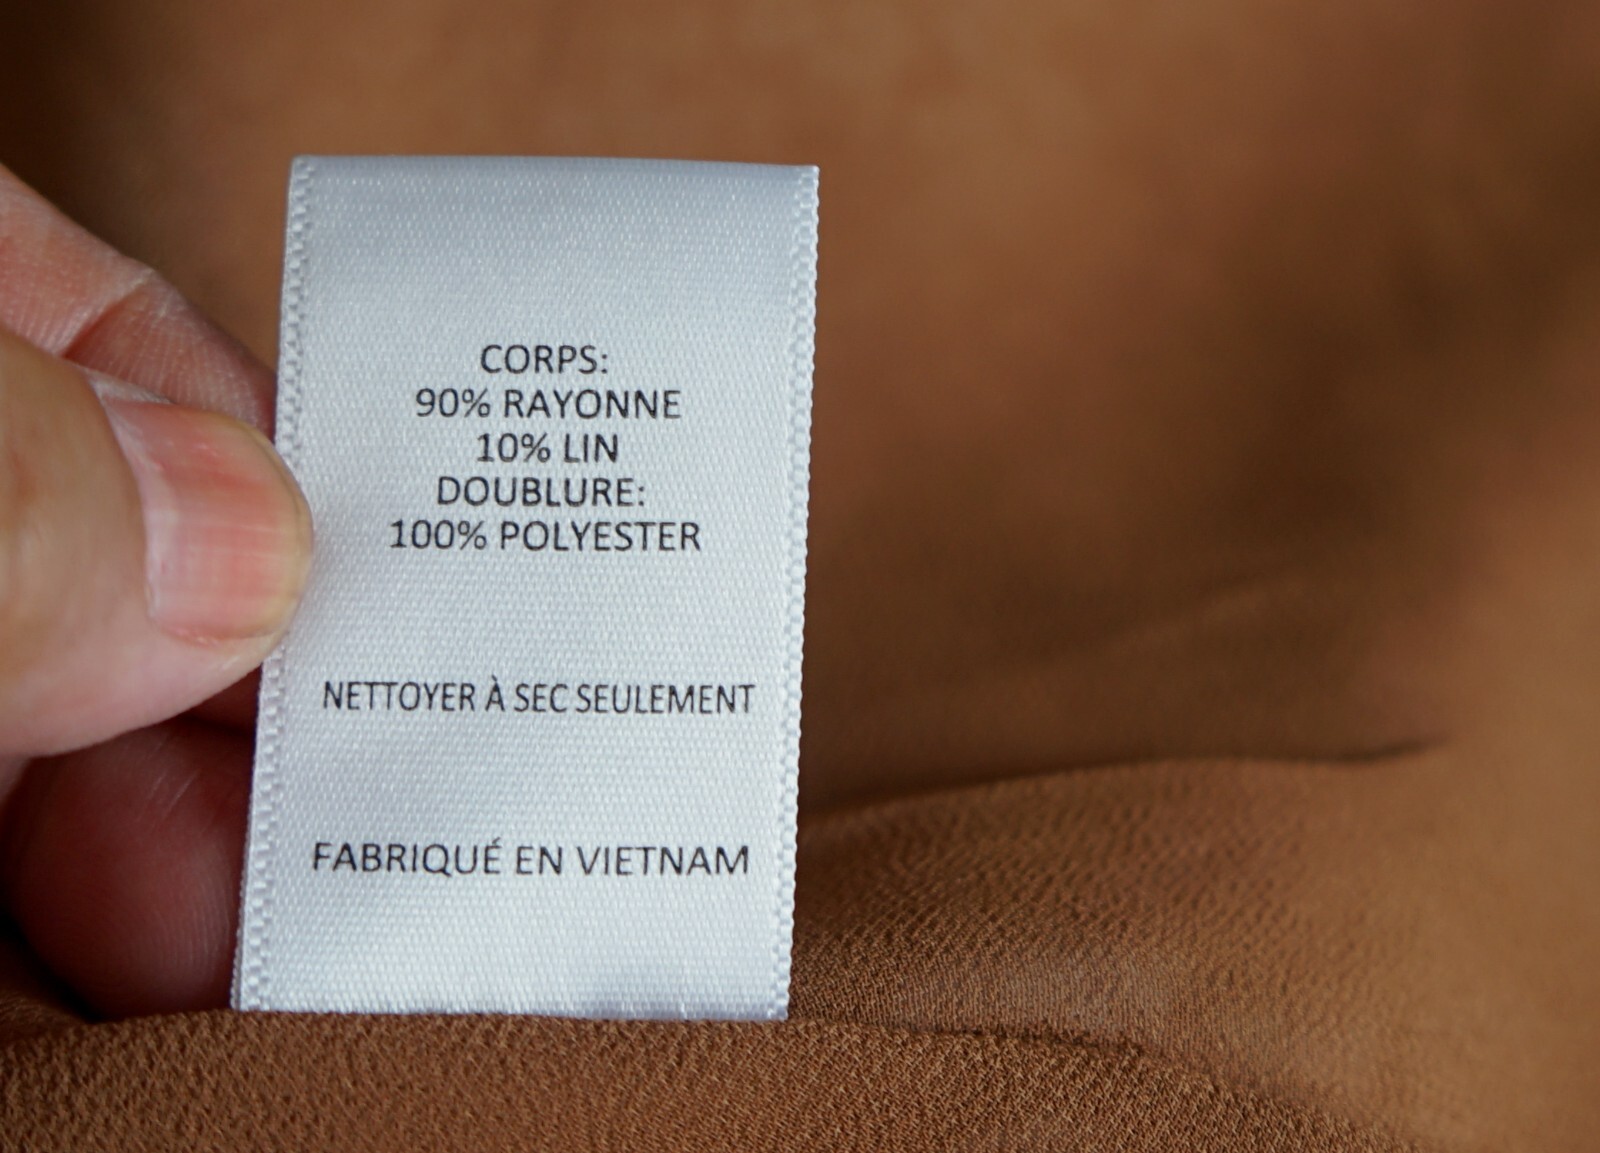 CORPS:
90% RAYONNE
10% LIN
DOUBLURE:
100% POLYESTER
NETTOYER À SEC SEULEMENT
FABRIQUÉ EN VIETNAM